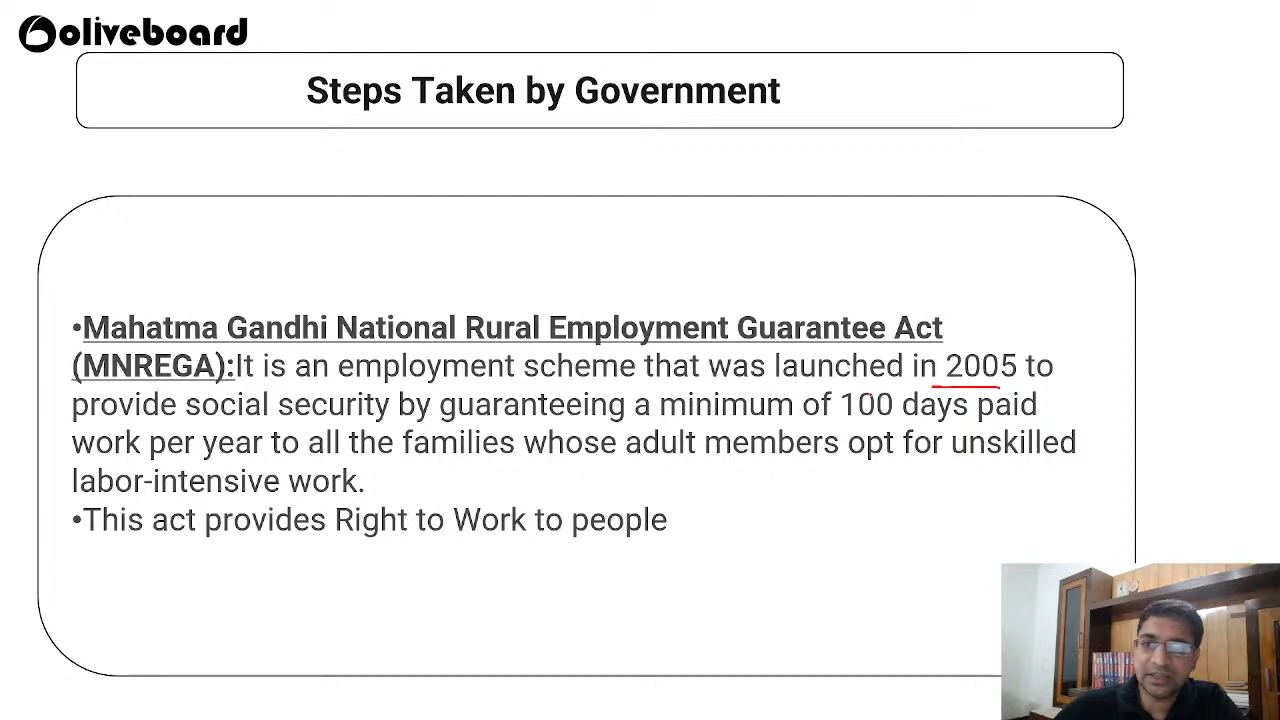 oliveboard
Steps Taken by Government
•Mahatma Gandhi National Rural Employment Guarantee Act
(MNREGA):It is an employment scheme that was launched in 2005 to
provide social security by guaranteeing a minimum of 100 days paid
work per year to all the families whose adult members opt for unskilled
labor-intensive work.
•This act provides Right to Work to people